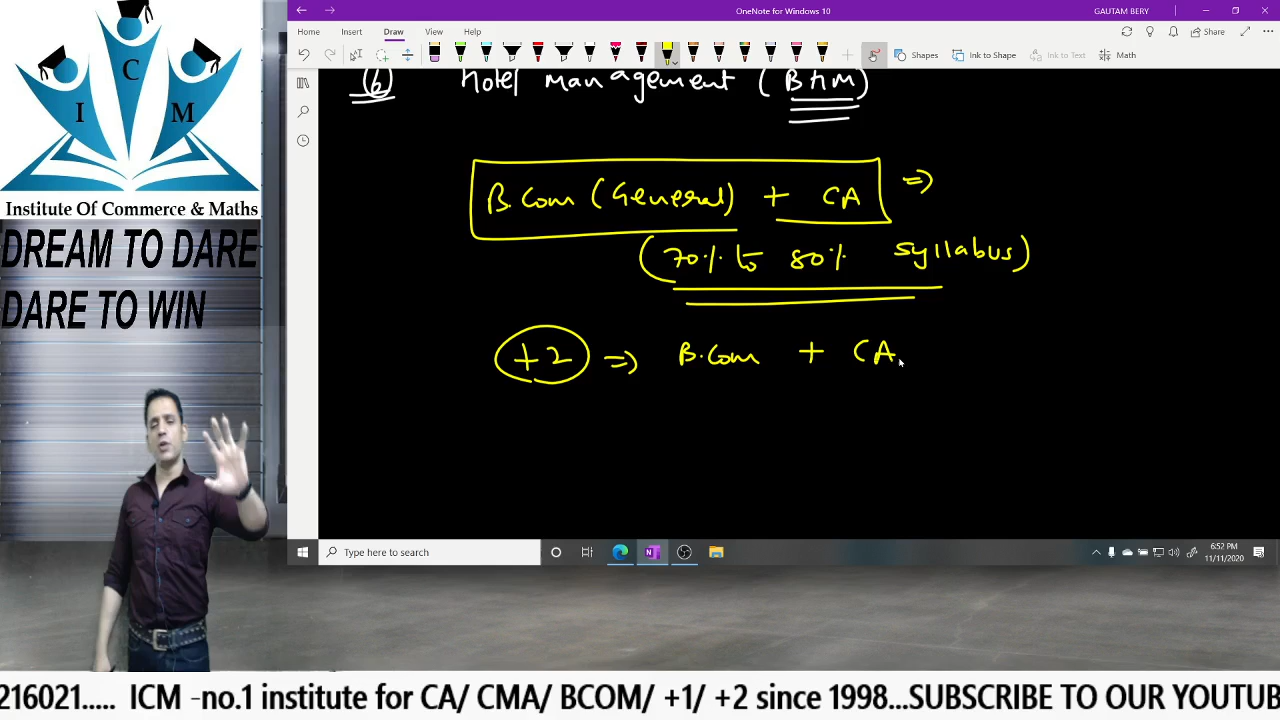 OneNote for Windows 10
GAUTAM BERY
Home Insert Draw View Help
Share
Shapes Ink to Shape Ink to Text Math
I C M
Institute Of Commerce & Maths
DREAM TO DARE
DARE TO WIN
(6) Hotel Management (BHM)
B.Com (General) + CA ⇒
(70% to 80% syllabus)
+2 ⇒ B.Com + CA
Type here to search
6:52 PM
11/11/2020
216021..... ICM -no.1 institute for CA/ CMA/ BCOM/ +1/ +2 since 1998...SUBSCRIBE TO OUR YOUTUB